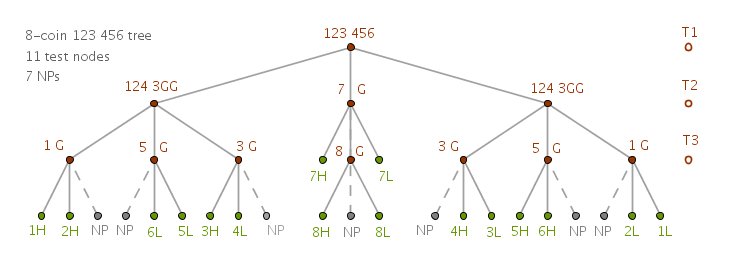 8-coin 123 456 tree
11 test nodes
7 NPs
123 456
T1
124 3GG
7 G
124 3GG
T2
1 G
5 G
3 G
8 G
3 G
5 G
1 G
T3
7H
7L
1H
2H
NP
NP
6L
5L
3H
4L
NP
8H
NP
8L
NP
4H
3L
5H
6H
NP
NP
2L
1L